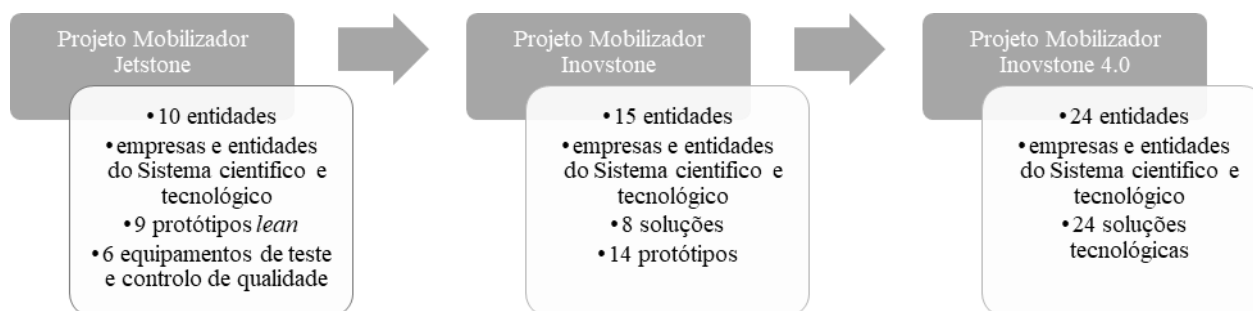 Projeto Mobilizador
Jetstone
•10 entidades
•empresas e entidades
do Sistema cientifico e
tecnológico
•9 protótipos lean
•6 equipamentos de teste
e controlo de qualidade
Projeto Mobilizador
Inovstone
•15 entidades
•empresas e entidades
do Sistema cientifico e
tecnológico
•8 soluções
•14 protótipos
Projeto Mobilizador
Inovstone 4.0
•24 entidades
•empresas e entidades
do Sistema cientifico e
tecnológico
•24 soluções
tecnológicas